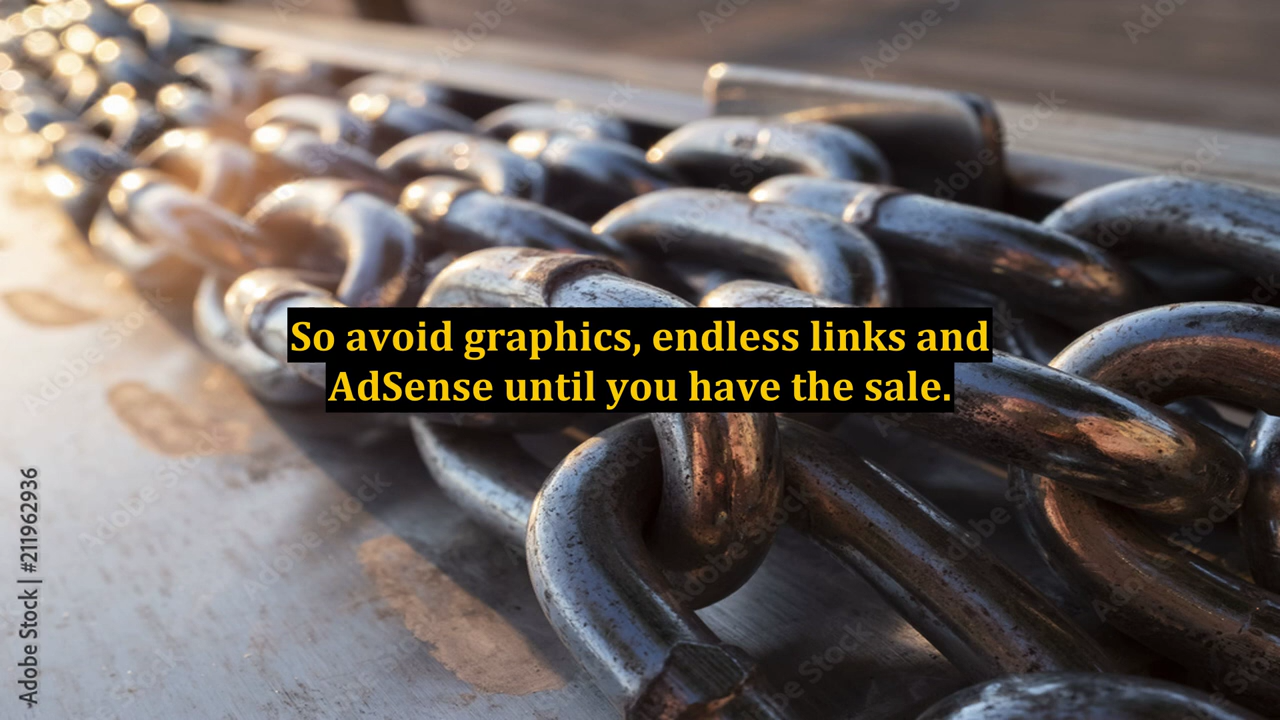 So avoid graphics, endless links and
AdSense until you have the sale.
Adobe Stock | #211962936